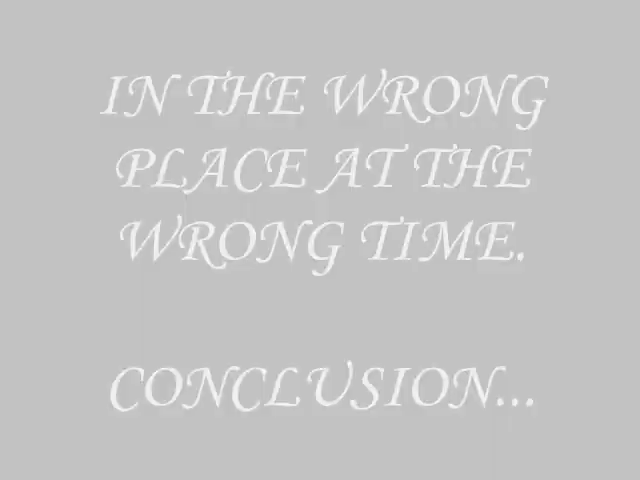 IN THE WRONG
PLACE AT THE
WRONG TIME.
CONCLUSION...